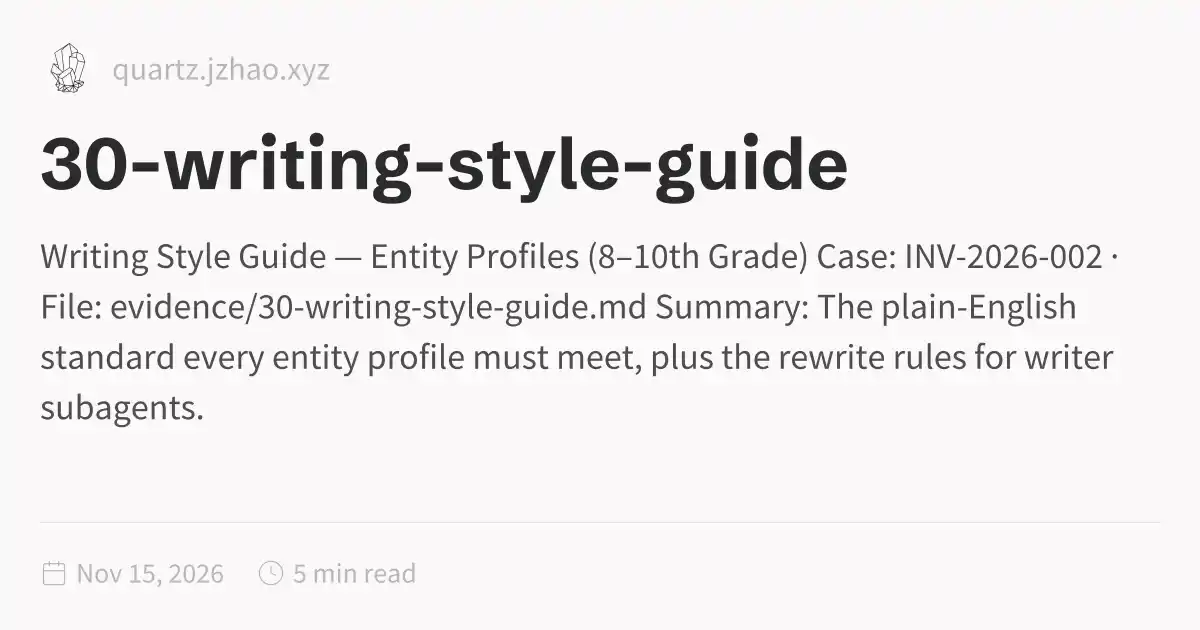 quartz.jzhao.xyz
30-writing-style-guide
Writing Style Guide — Entity Profiles (8–10th Grade) Case: INV-2026-002 ·
File: evidence/30-writing-style-guide.md Summary: The plain-English
standard every entity profile must meet, plus the rewrite rules for writer
subagents.
Nov 15, 2026
5 min read